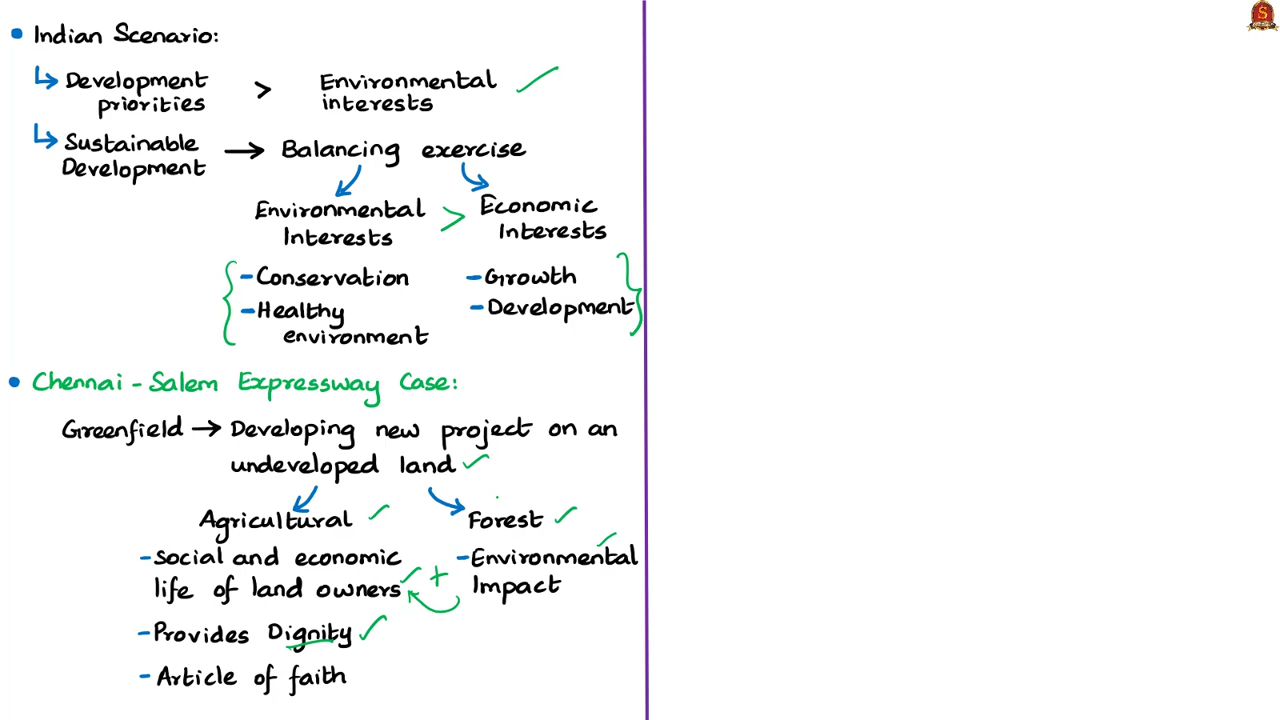 • Indian Scenario:
↳ Development > Environmental ✓
priorities interests
↳ Sustainable → Balancing exercise
Development
Environmental > Economic
Interests Interests
- Conservation - Growth
- Healthy - Development
environment
• Chennai - Salem Expressway Case:
Greenfield → Developing new project on an
undeveloped land ✓
Agricultural ✓ Forest ✓
- Social and economic - Environmental
life of land owners ✓ + Impact
- Provides Dignity ✓
- Article of faith
S